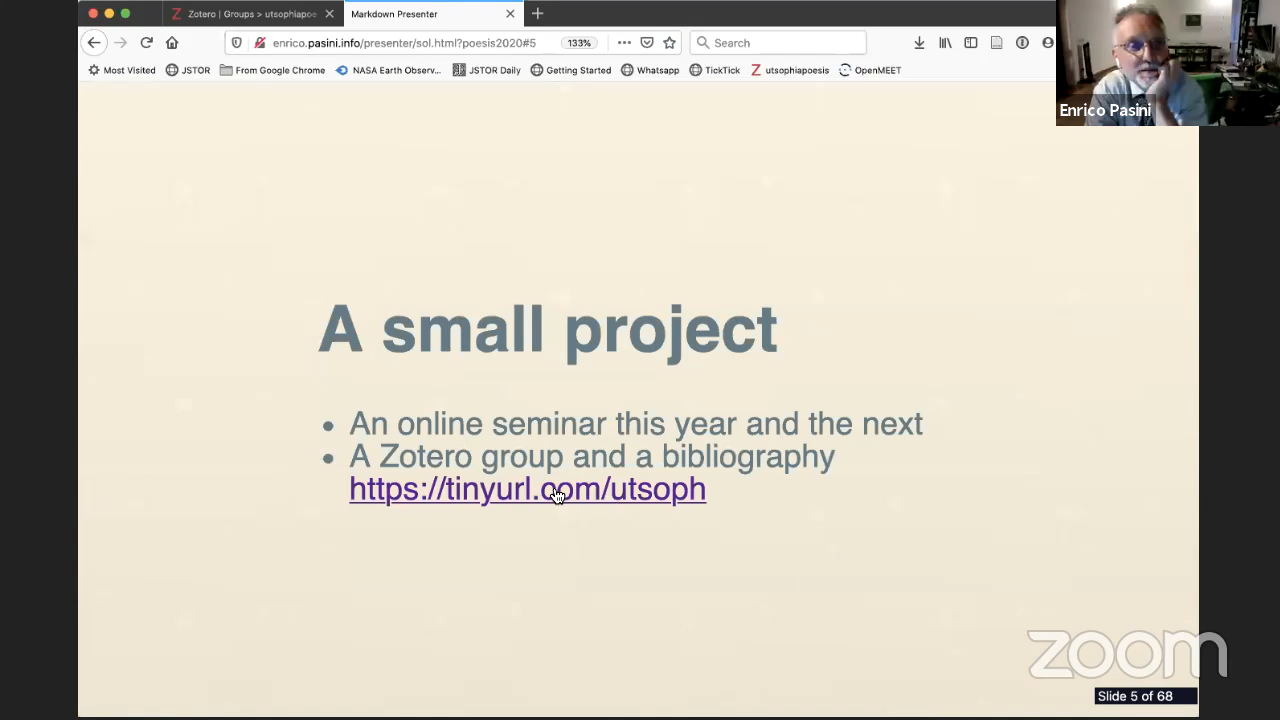 Zotero | Groups > utsophiapoe
Markdown Presenter
enrico.pasini.info/presenter/sol.html?poesis2020#5
133%
Search
Most Visited
JSTOR
From Google Chrome
NASA Earth Observ...
JSTOR Daily
Getting Started
Whatsapp
TickTick
utsophiapoesis
OpenMEET
Enrico Pasini
A small project
• An online seminar this year and the next
• A Zotero group and a bibliography
https://tinyurl.com/utsoph
zoom
Slide 5 of 68